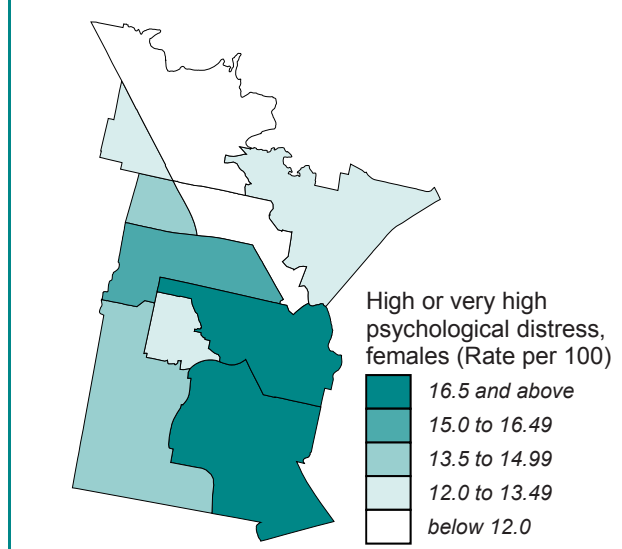 High or very high
psychological distress,
females (Rate per 100)
16.5 and above
15.0 to 16.49
13.5 to 14.99
12.0 to 13.49
below 12.0